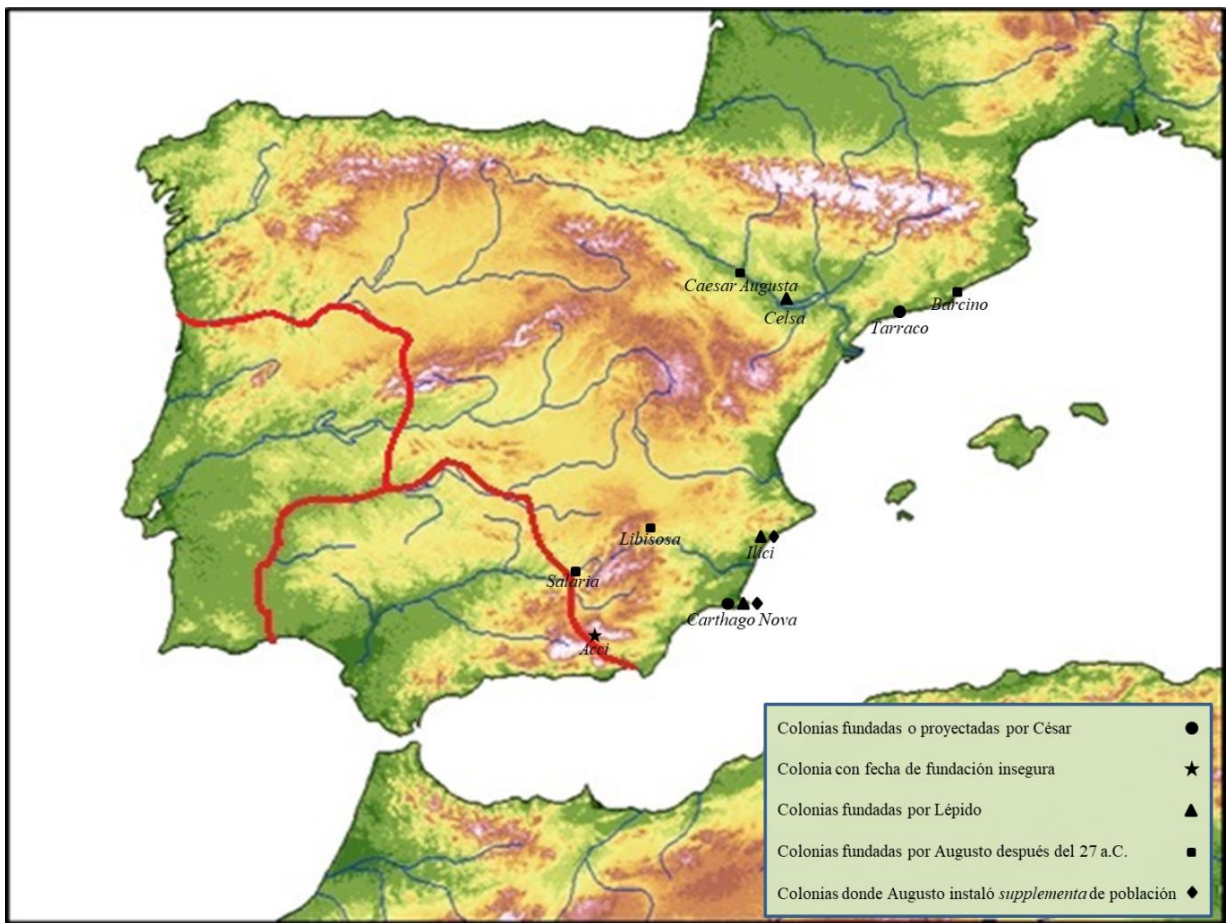 Caesar Augusta
Celsa
Barcino
Tarraco
Libisosa
Ilici
Salaria
Carthago Nova
Acci
Colonias fundadas o proyectadas por César
Colonia con fecha de fundación insegura
Colonias fundadas por Lépido
Colonias fundadas por Augusto después del 27 a.C.
Colonias donde Augusto instaló supplementa de población